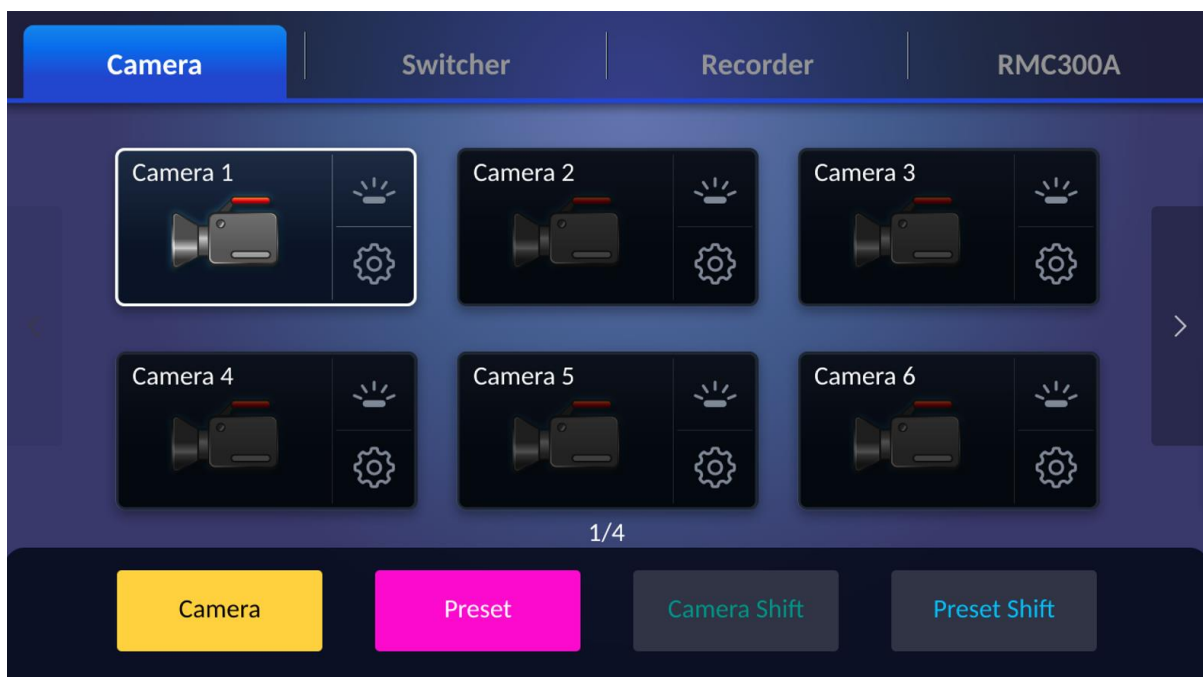 Camera
Switcher
Recorder
RMC300A
Camera 1
Camera 2
Camera 3
Camera 4
Camera 5
Camera 6
1/4
Camera
Preset
Camera Shift
Preset Shift